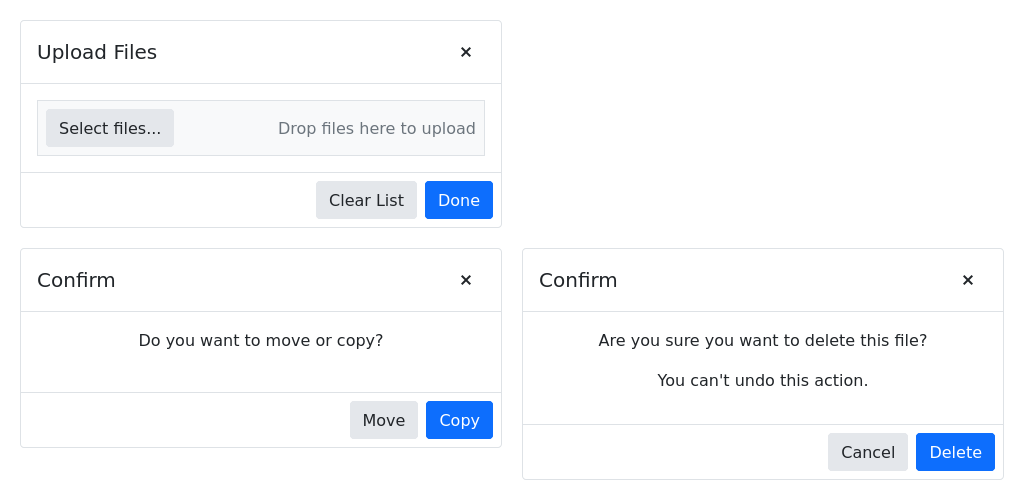 Upload Files ×
Select files... Drop files here to upload
Clear List Done
Confirm ×
Do you want to move or copy?
Move Copy
Confirm ×
Are you sure you want to delete this file?
You can't undo this action.
Cancel Delete